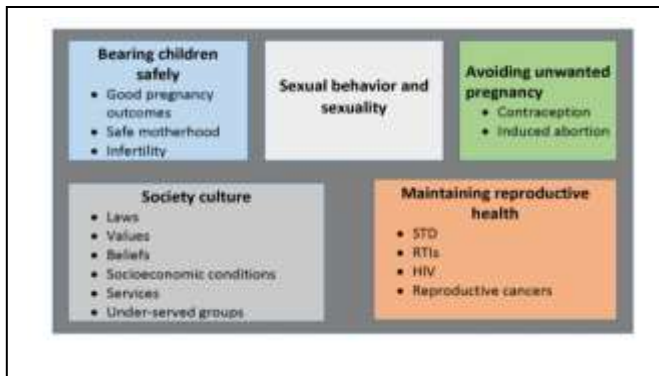 Bearing children
safely
• Good pregnancy
outcomes
• Safe motherhood
• Infertility
Sexual behavior and
sexuality
Avoiding unwanted
pregnancy
• Contraception
• Induced abortion
Society culture
• Laws
• Values
• Beliefs
• Socioeconomic conditions
• Services
• Under-served groups
Maintaining reproductive
health
• STD
• RTIs
• HIV
• Reproductive cancers